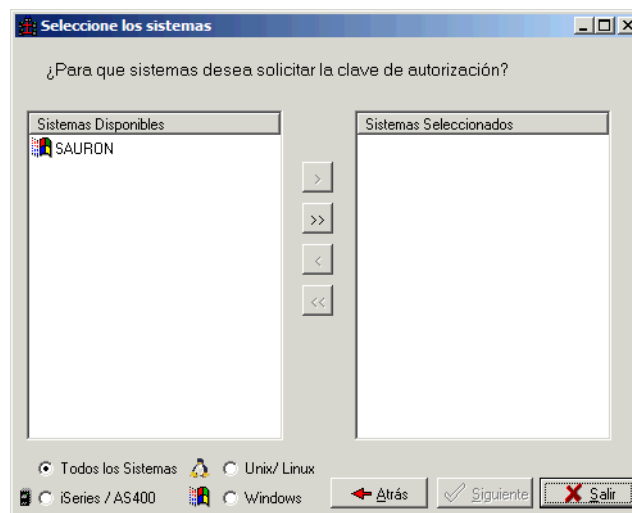 Seleccione los sistemas
¿Para que sistemas desea solicitar la clave de autorización?
Sistemas Disponibles
SAURON
>
>>
<
<<
Sistemas Seleccionados
Todos los Sistemas
Unix/ Linux
iSeries / AS400
Windows
Atrás
Siguiente
Salir